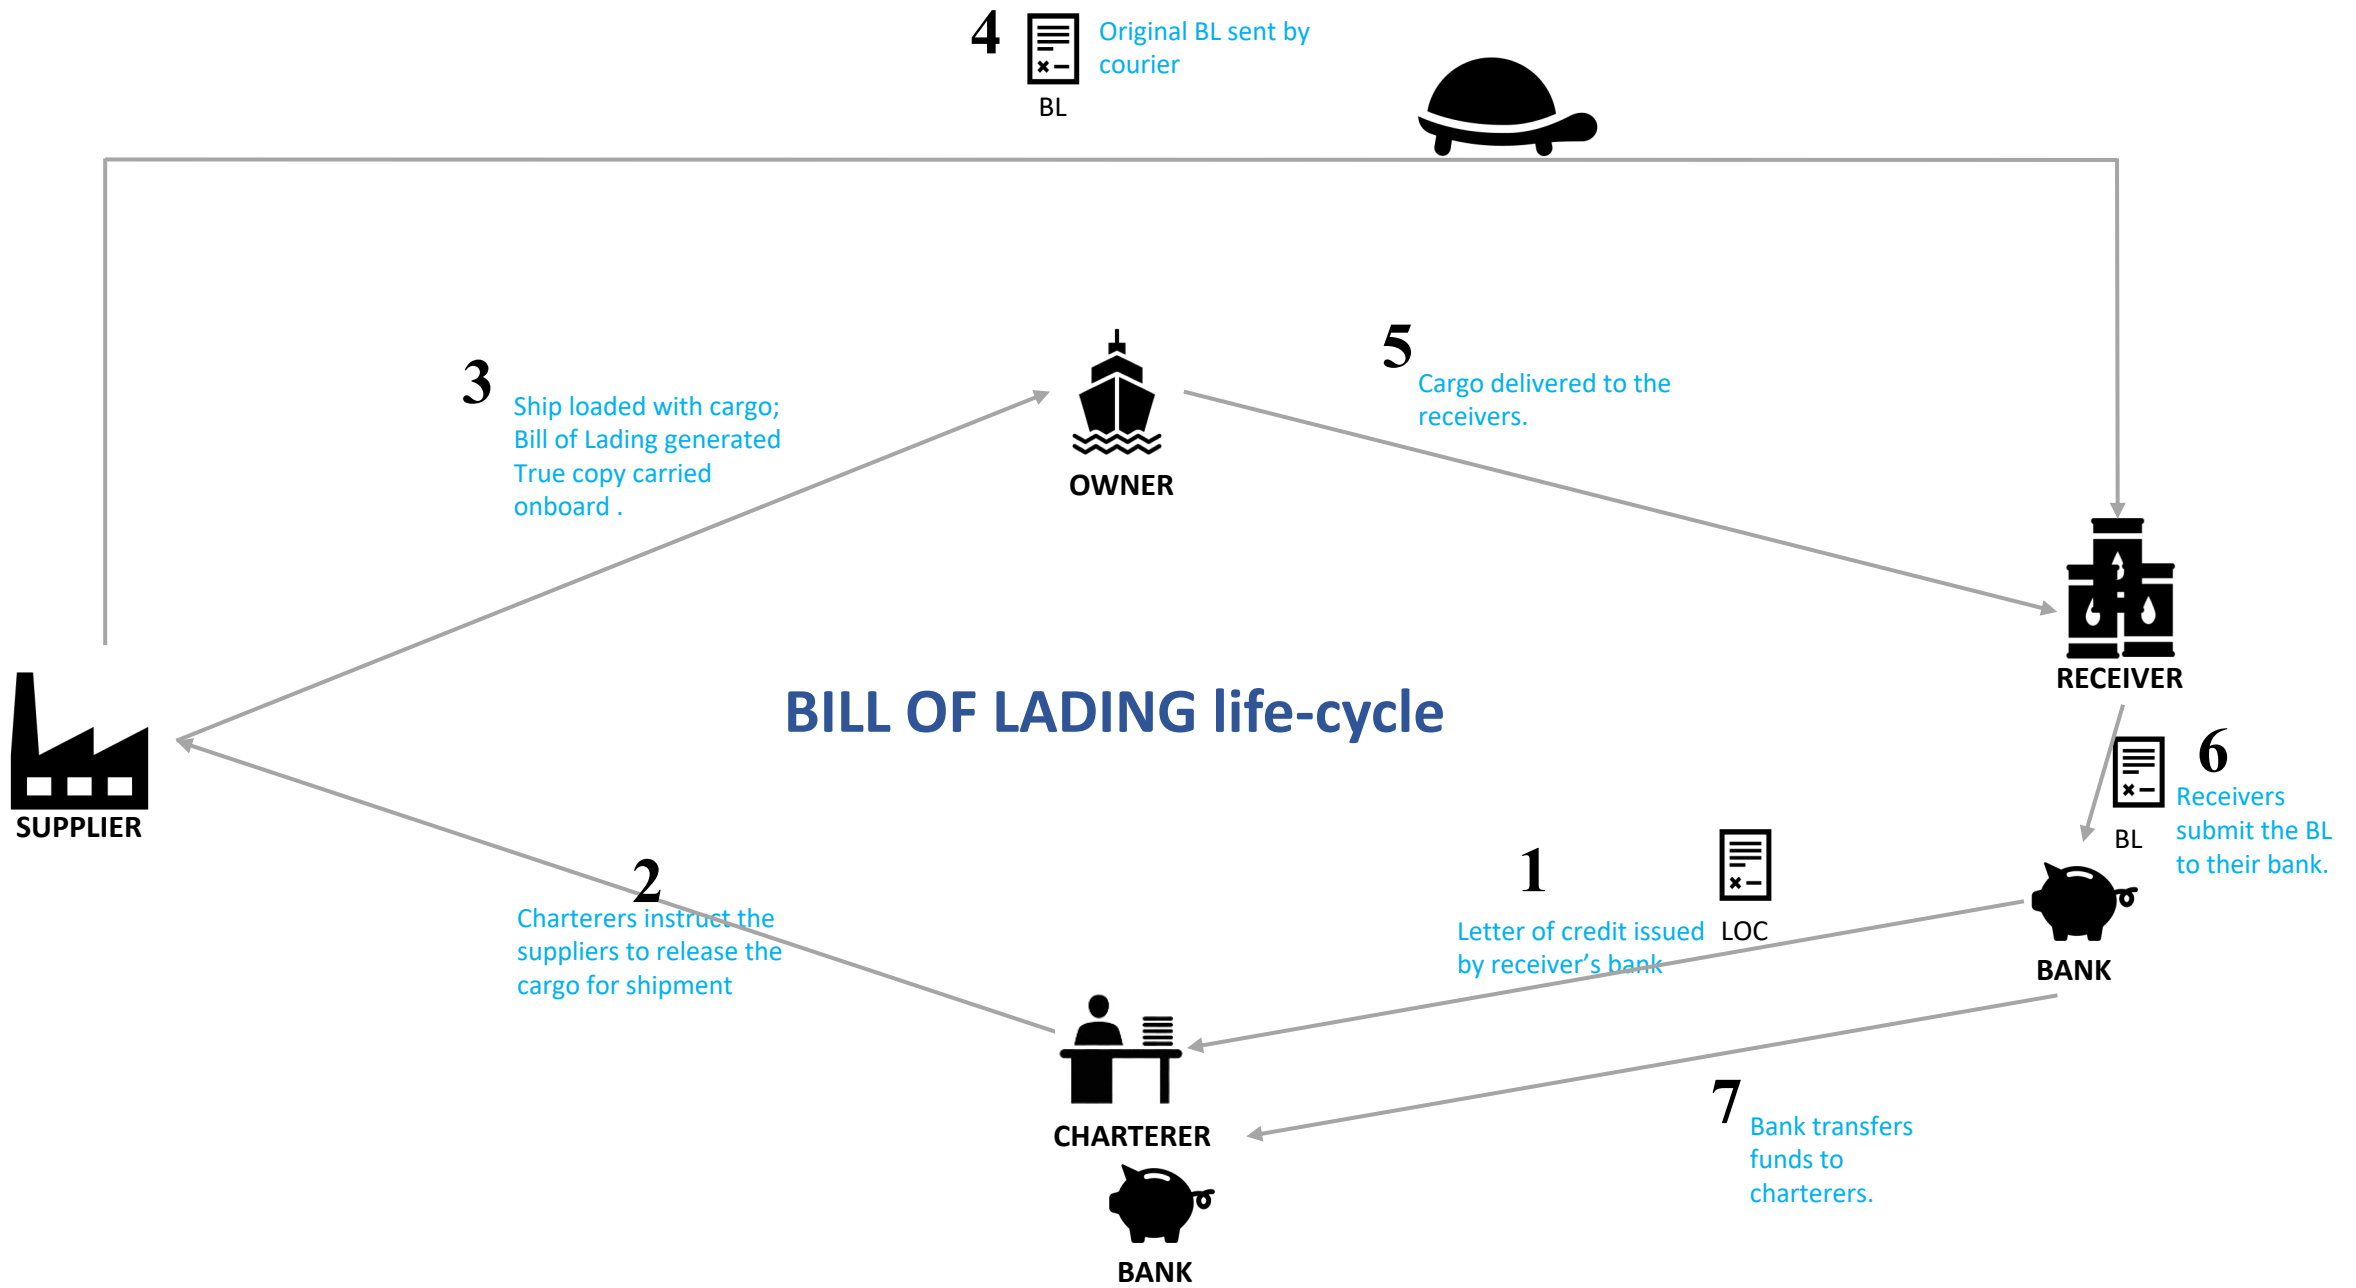 4
Original BL sent by
courier
BL
3
Ship loaded with cargo;
Bill of Lading generated
True copy carried
onboard .
OWNER
5
Cargo delivered to the
receivers.
RECEIVER
BILL OF LADING life-cycle
SUPPLIER
6
Receivers
submit the BL
to their bank.
BL
2
Charterers instruct the
suppliers to release the
cargo for shipment
1
Letter of credit issued
by receiver’s bank
LOC
BANK
CHARTERER
7
Bank transfers
funds to
charterers.
BANK